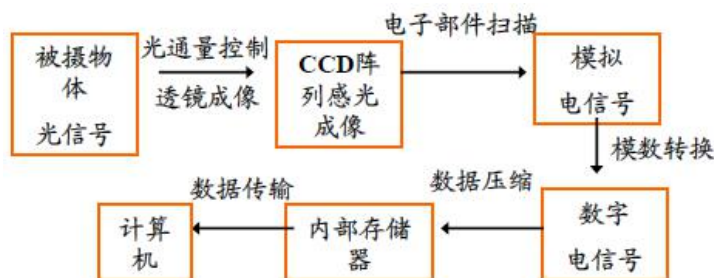 被摄物
体
光信号
光通量控制
透镜成像
CCD阵
列感光
成像
电子部件扫描
模拟
电信号
模数转换
数字
电信号
数据压缩
内部存储
器
数据传输
计算
机